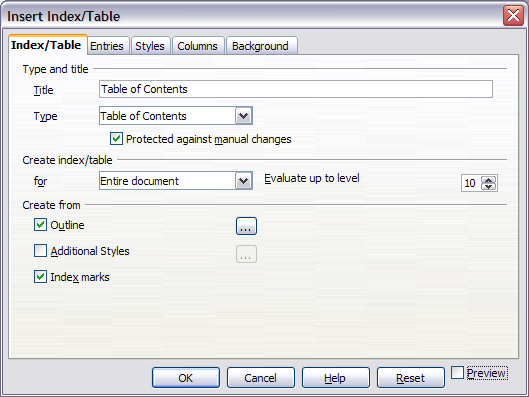 Insert Index/Table
Index/Table Entries Styles Columns Background
Type and title
Title Table of Contents
Type Table of Contents
Protected against manual changes
Create index/table
for Entire document Evaluate up to level 10
Create from
Outline ...
Additional Styles ...
Index marks
OK Cancel Help Reset Preview